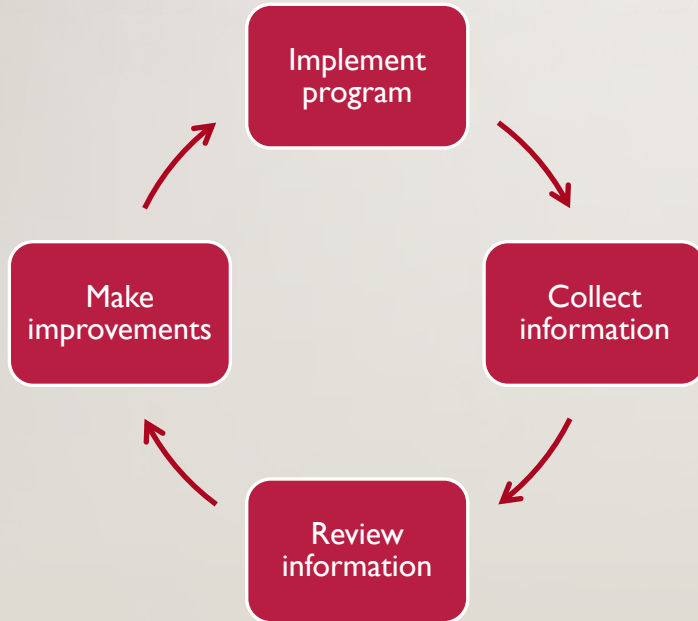 Implement
program
Collect
information
Review
information
Make
improvements